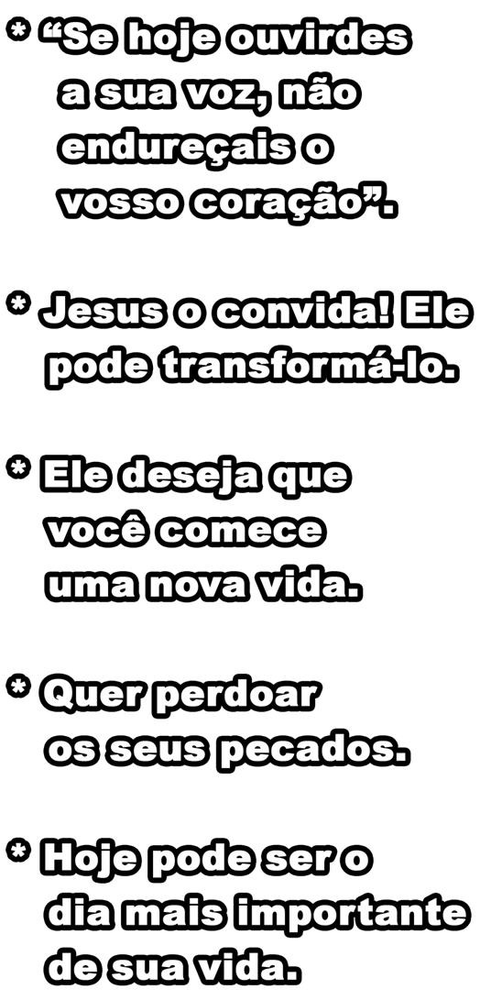 * “Se hoje ouvirdes
a sua voz, não
endureçais o
vosso coração”.
* Jesus o convida! Ele
pode transformá-lo.
* Ele deseja que
você comece
uma nova vida.
* Quer perdoar
os seus pecados.
* Hoje pode ser o
dia mais importante
de sua vida.